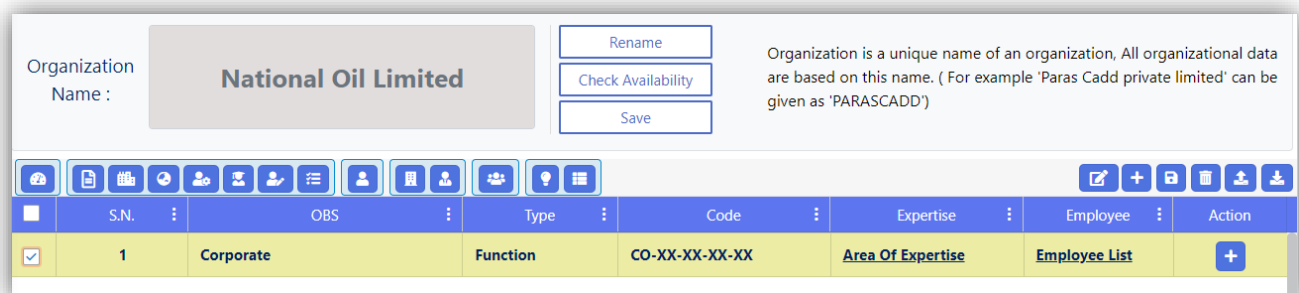 Organization
Name :
National Oil Limited
Rename
Check Availability
Save
Organization is a unique name of an organization, All organizational data
are based on this name. ( For example 'Paras Cadd private limited' can be
given as 'PARASCADD')
S.N. OBS Type Code Expertise Employee Action
1 Corporate Function CO-XX-XX-XX-XX Area Of Expertise Employee List